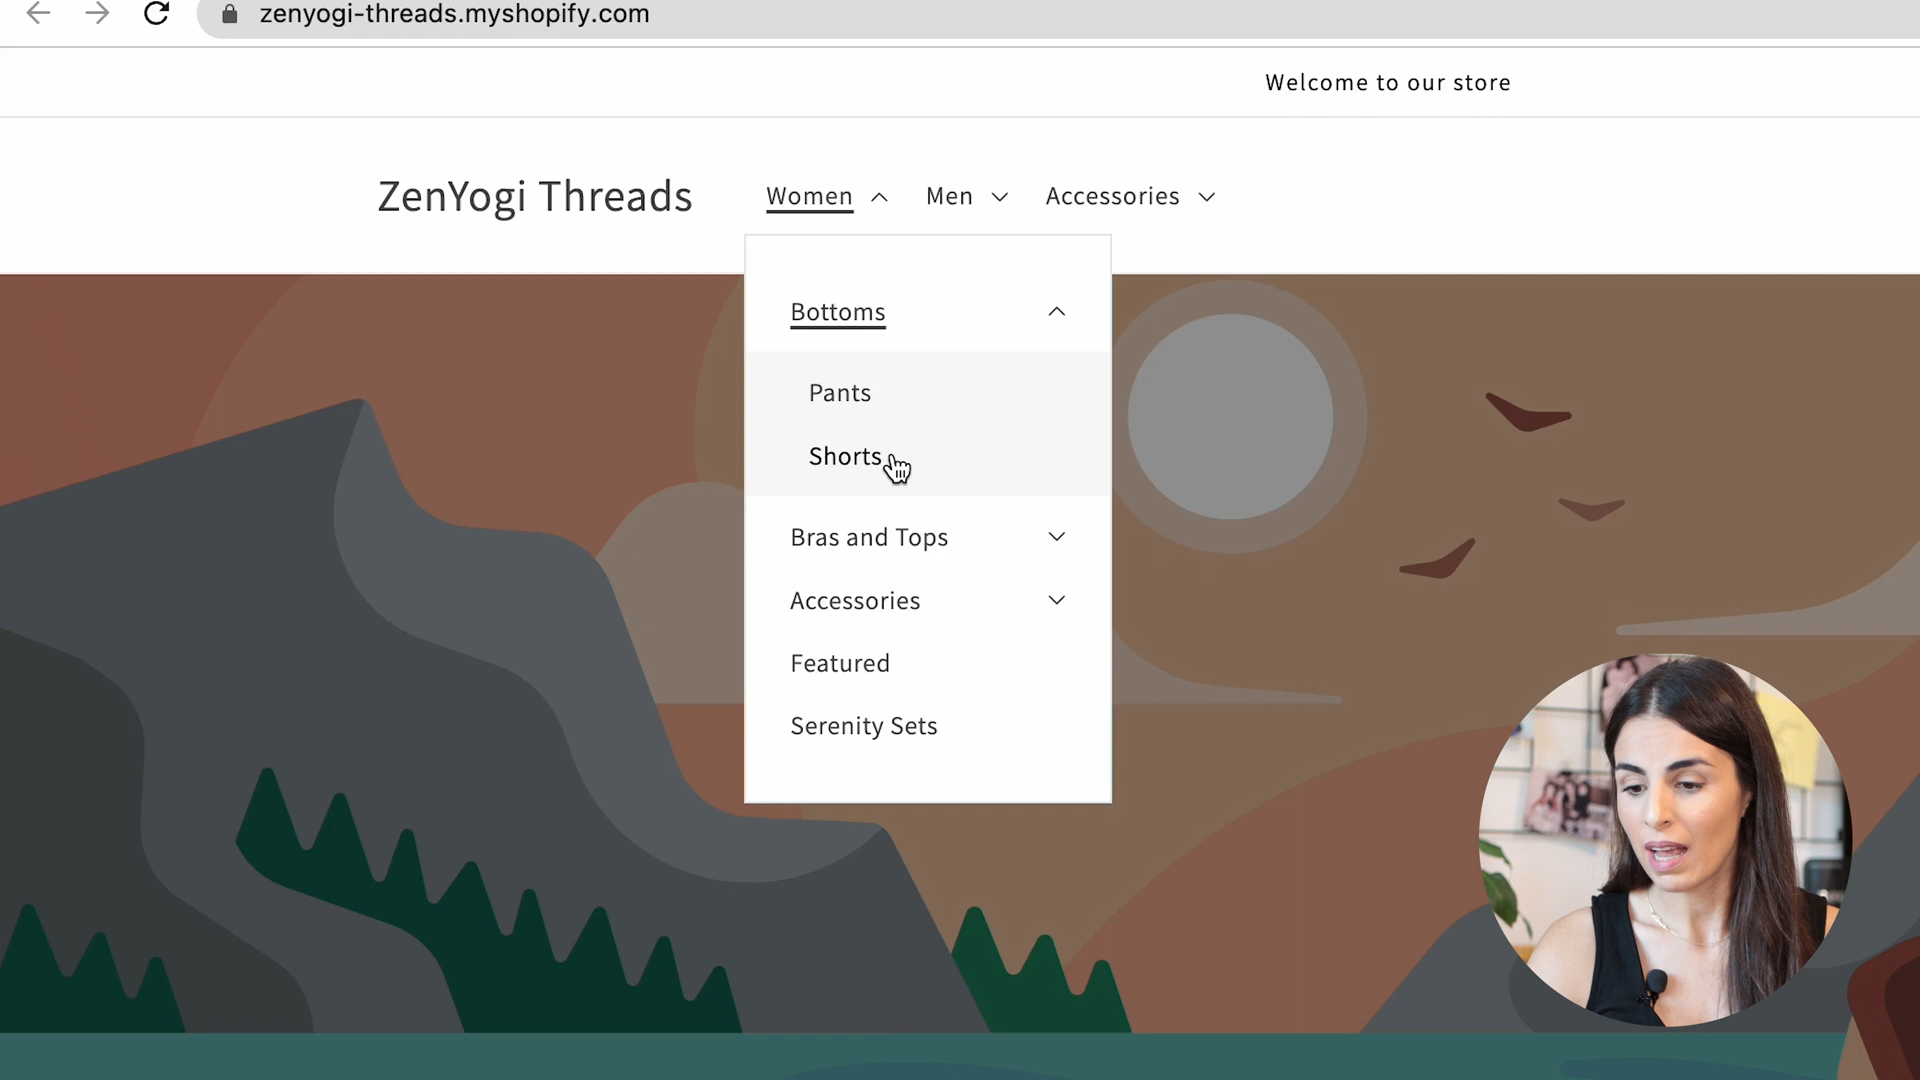 zenyogi-threads.myshopify.com
Welcome to our store
ZenYogi Threads
Women
Men
Accessories
Bottoms
Pants
Shorts
Bras and Tops
Accessories
Featured
Serenity Sets